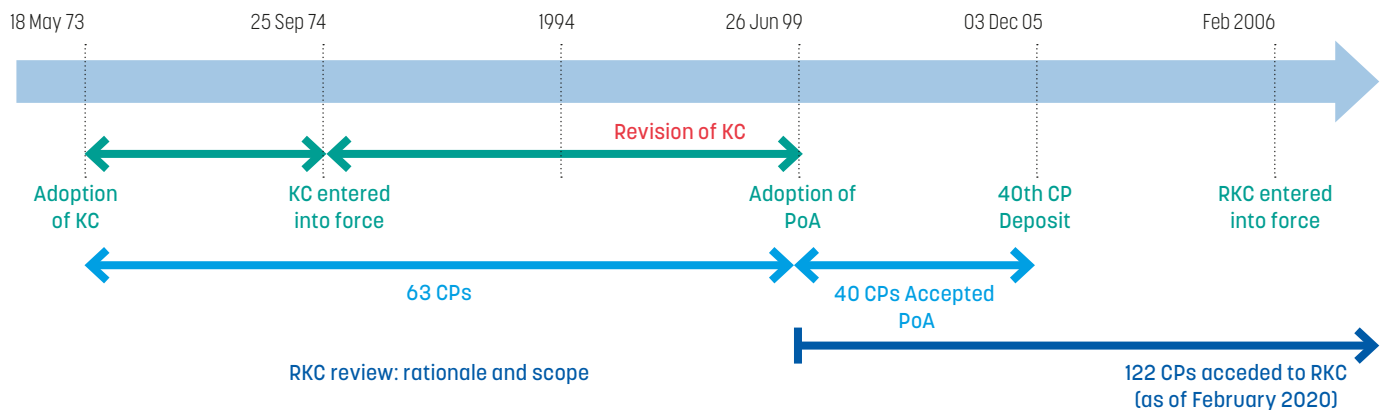 18 May 73
25 Sep 74
1994
26 Jun 99
03 Dec 05
Feb 2006
Revision of KC
Adoption
of KC
KC entered
into force
Adoption of
PoA
40th CP
Deposit
RKC entered
into force
63 CPs
40 CPs Accepted
PoA
RKC review: rationale and scope
122 CPs acceded to RKC
(as of February 2020)